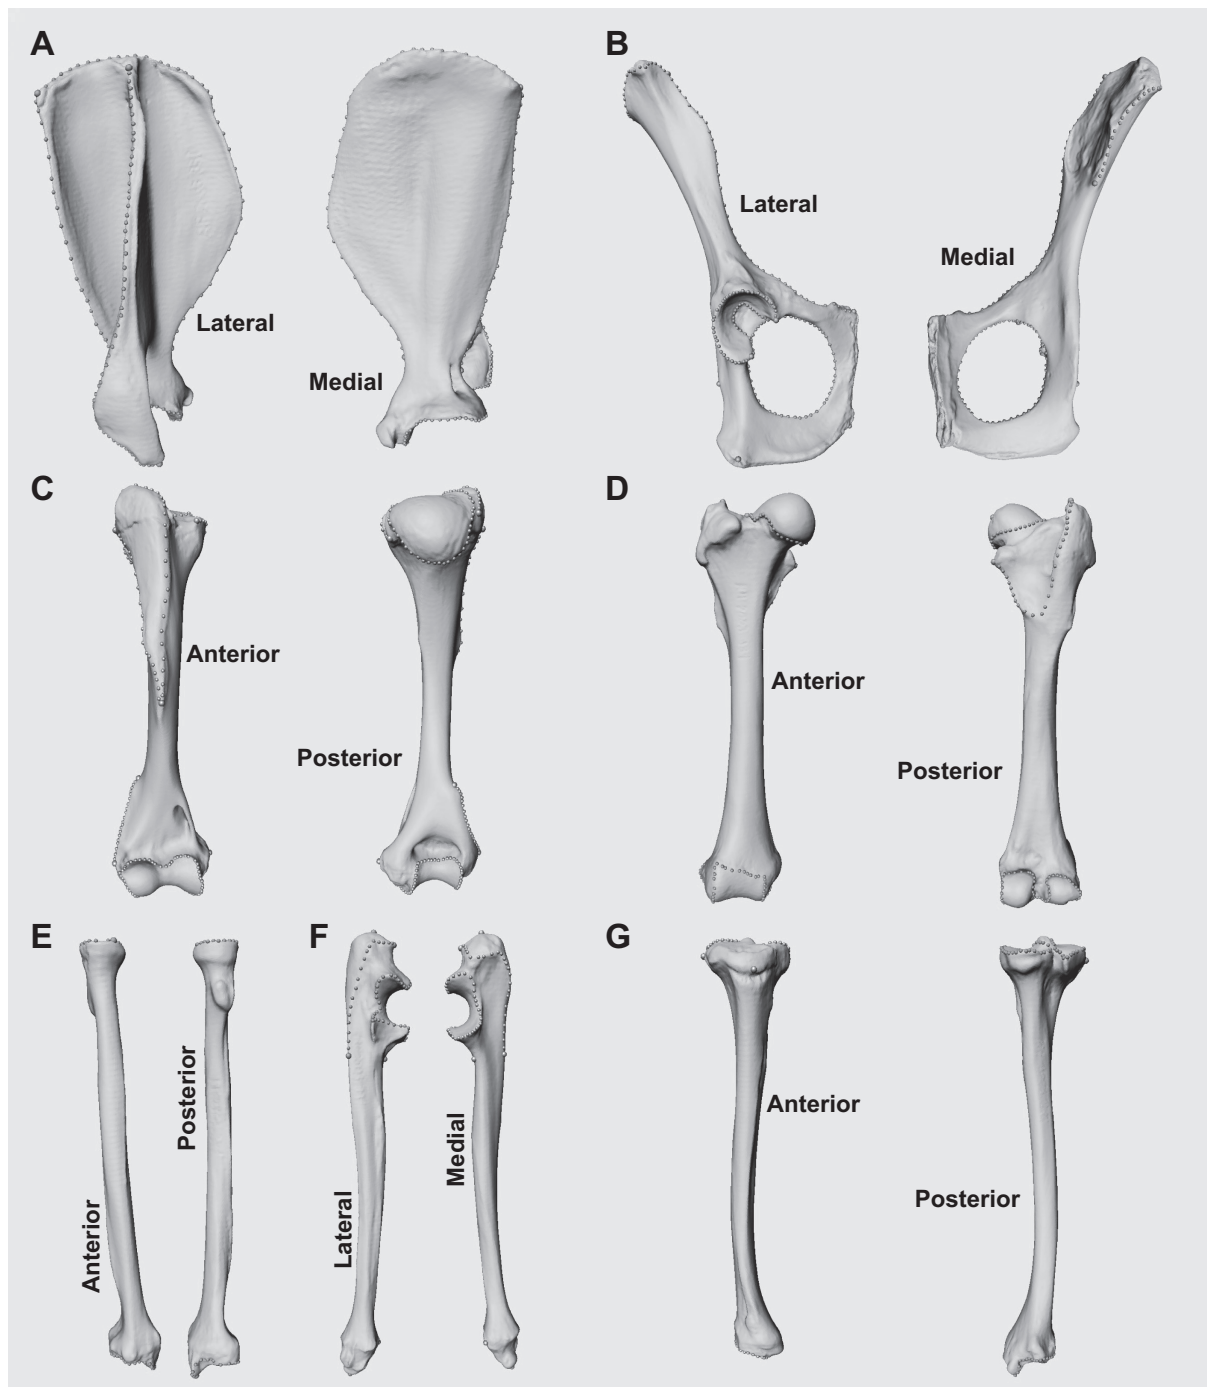 A
B
Lateral
Medial
Lateral
Medial
C
D
Anterior
Posterior
Anterior
Posterior
E
F
G
Anterior
Posterior
Lateral
Medial
Anterior
Posterior